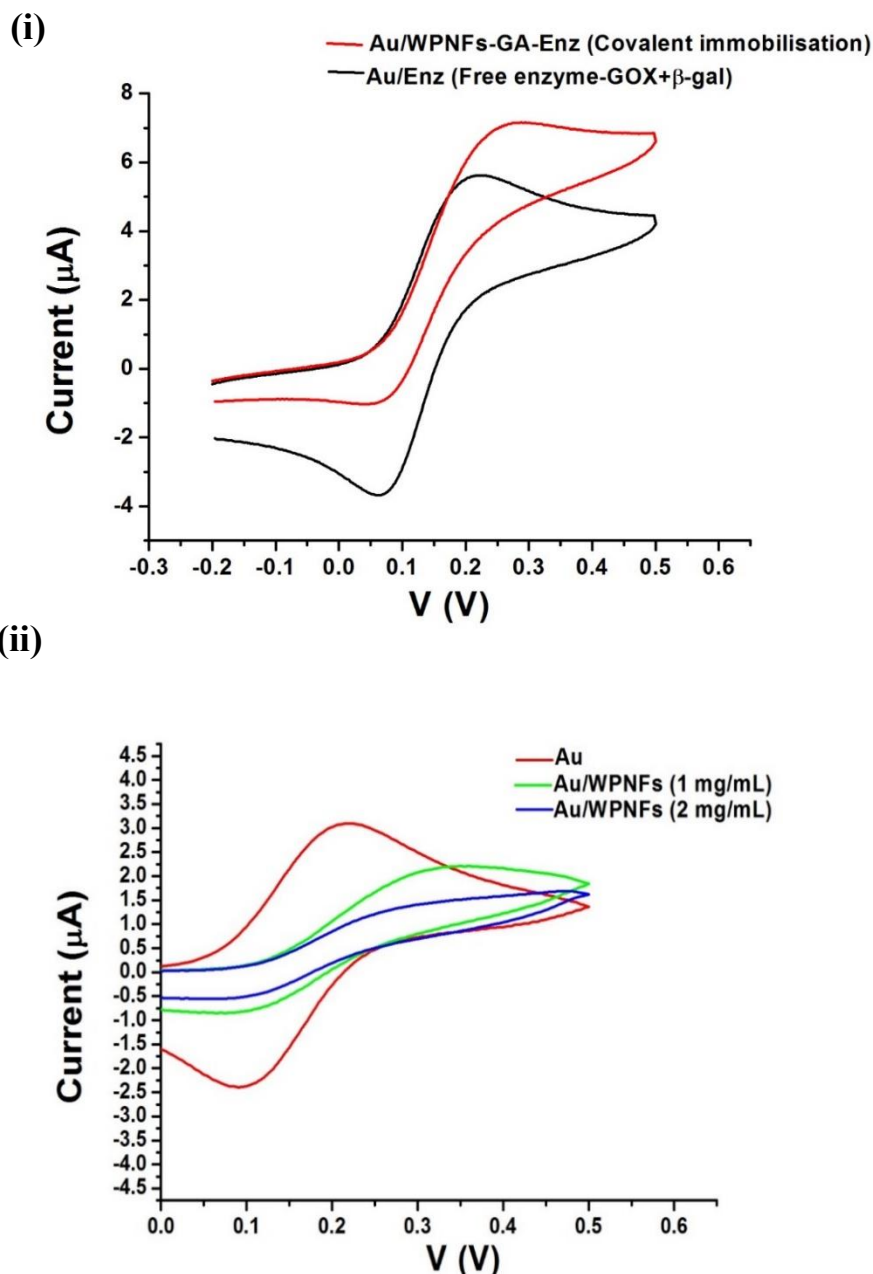 (i)
Au/WPNFs-GA-Enz (Covalent immobilisation)
Au/Enz (Free enzyme-GOX+β-gal)
8
6
4
2
0
-2
-4
Current (μA)
-0.3 -0.2 -0.1 0.0 0.1 0.2 0.3 0.4 0.5 0.6
V (V)
(ii)
Au
Au/WPNFs (1 mg/mL)
Au/WPNFs (2 mg/mL)
4.5
4.0
3.5
3.0
2.5
2.0
1.5
1.0
0.5
0.0
-0.5
-1.0
-1.5
-2.0
-2.5
-3.0
-3.5
-4.0
-4.5
Current (μA)
0.0 0.1 0.2 0.3 0.4 0.5 0.6
V (V)